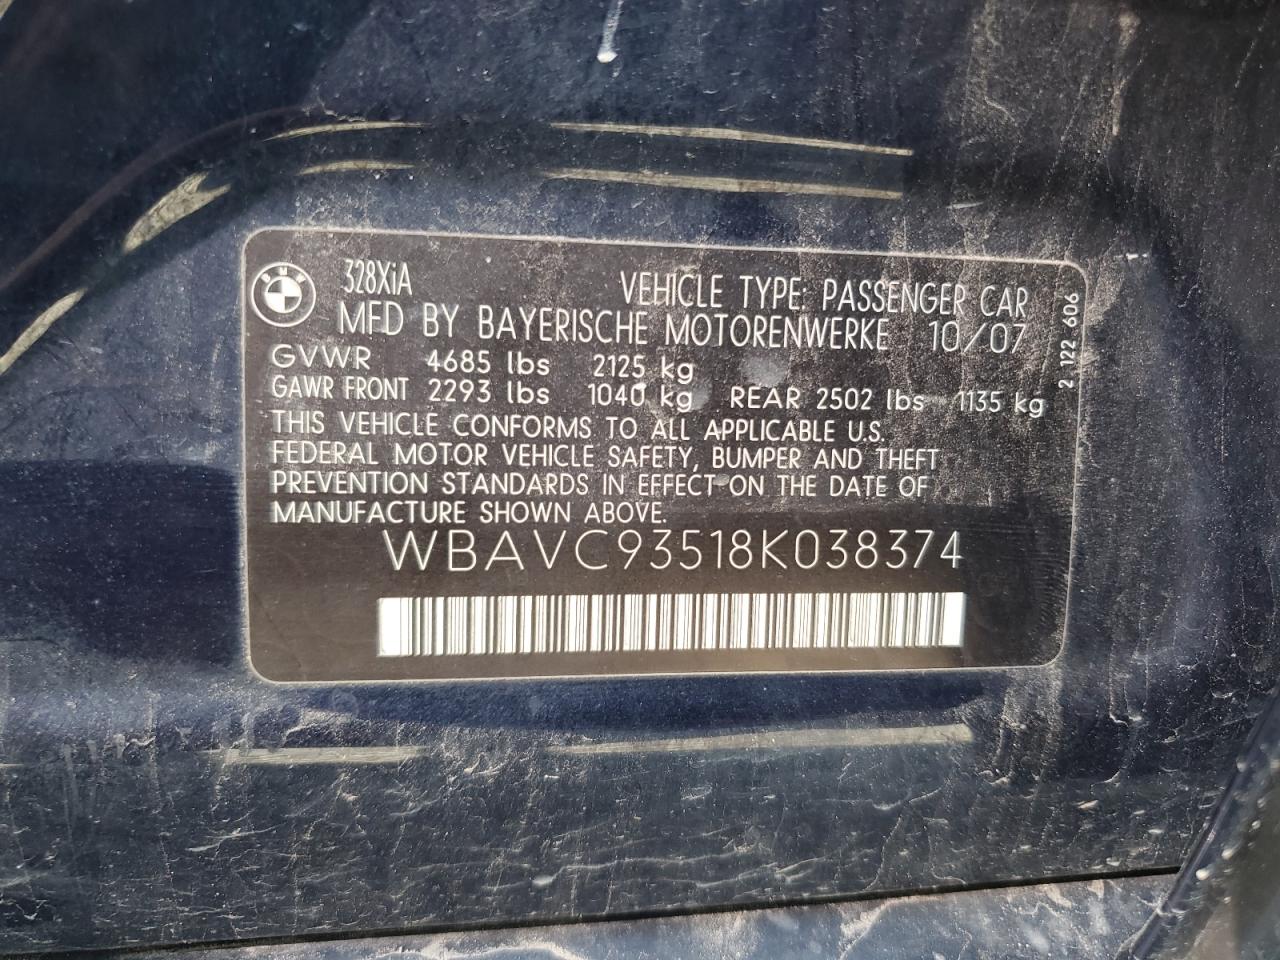 328XiA
VEHICLE TYPE: PASSENGER CAR
MFD BY BAYERISCHE MOTORENWERKE 10/07
GVWR 4685 lbs 2125 kg
GAWR FRONT 2293 lbs 1040 kg REAR 2502 lbs 1135 kg
THIS VEHICLE CONFORMS TO ALL APPLICABLE U.S.
FEDERAL MOTOR VEHICLE SAFETY, BUMPER AND THEFT
PREVENTION STANDARDS IN EFFECT ON THE DATE OF
MANUFACTURE SHOWN ABOVE.
WBAVC93518K038374
2 122 606